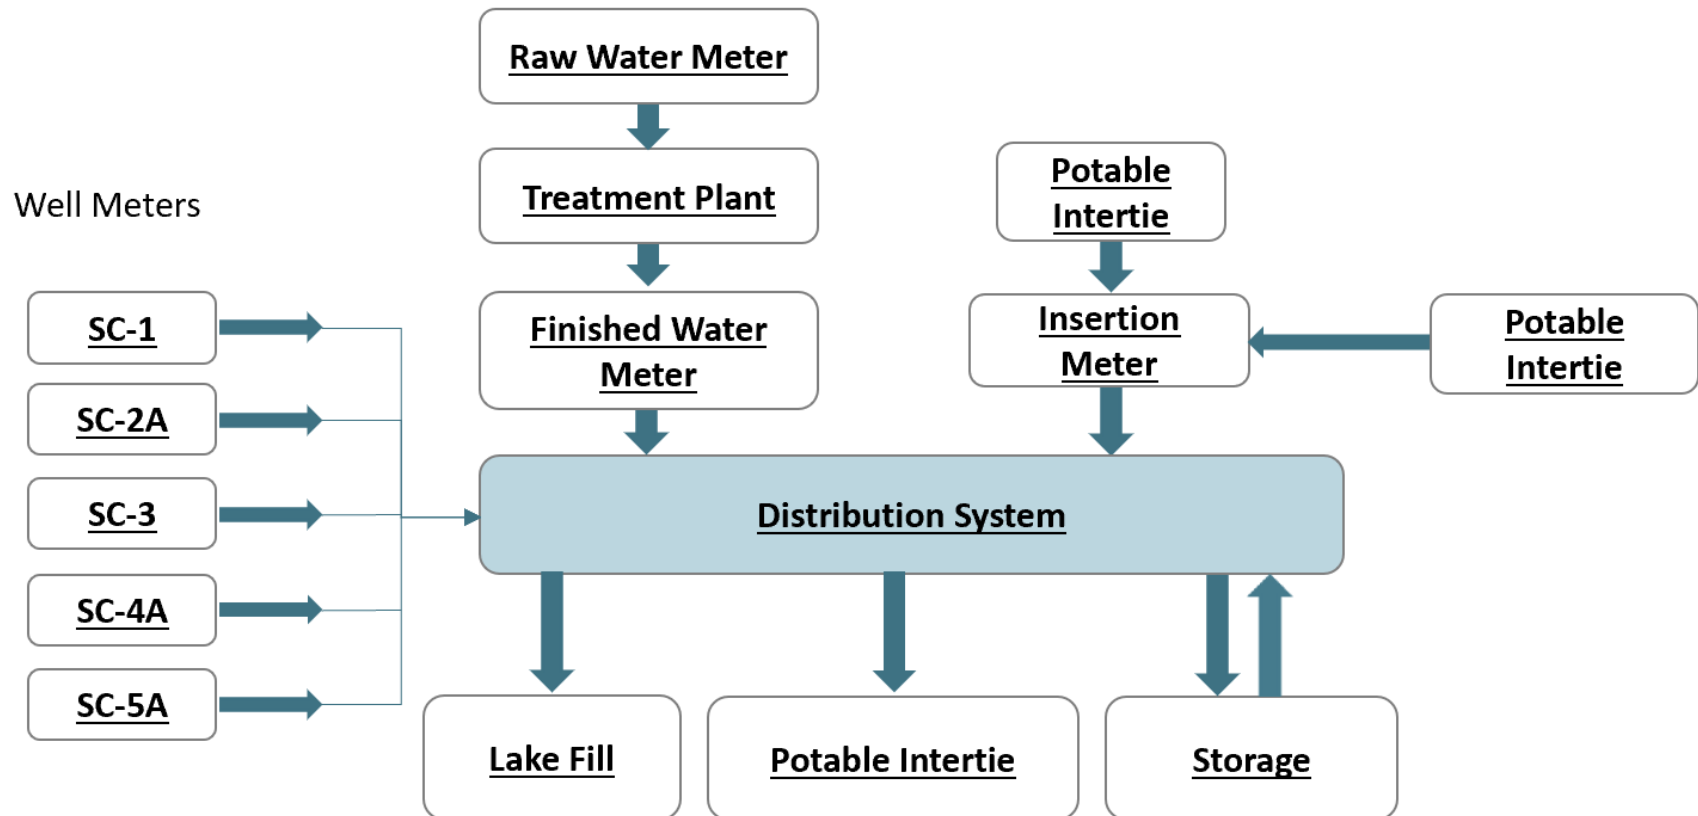 Raw Water Meter
Treatment Plant
Potable
Intertie
Well Meters
SC-1
Finished Water
Meter
Insertion
Meter
Potable
Intertie
SC-2A
SC-3
Distribution System
SC-4A
SC-5A
Lake Fill
Potable Intertie
Storage